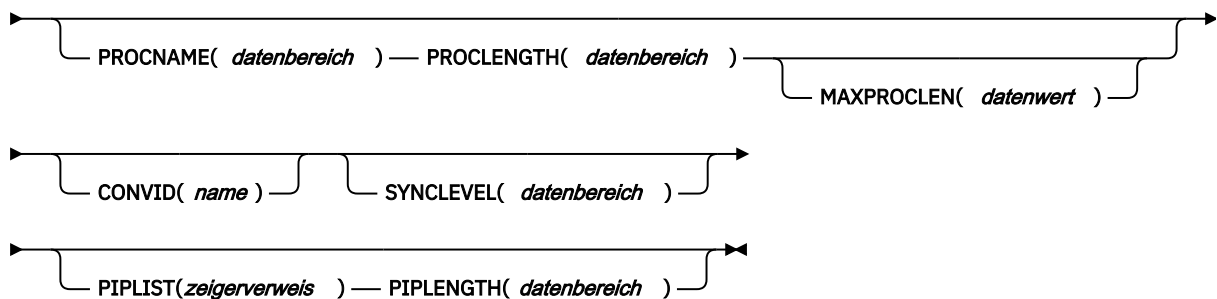 PROCNAME( datenbereich ) PROCLENGTH( datenbereich )
MAXPROCLEN( datenwert )
CONVID( name ) SYNCLEVEL( datenbereich )
PIPLIST(zeigerverweis ) PIPLENGTH( datenbereich )